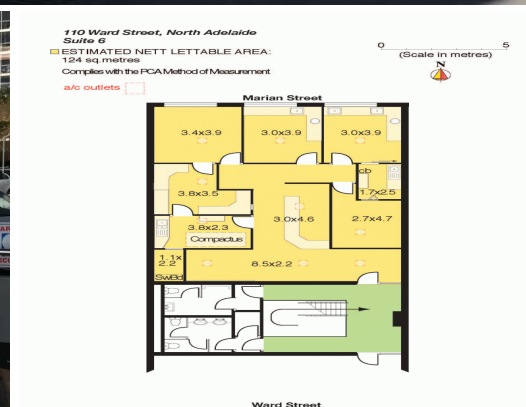 110 Ward Street, North Adelaide
Suite 6
ESTIMATED NETT LETTABLE AREA:
124 sq.metres
Complies with the PCA Method of Measurement
a/c outlets
0 5
(Scale in metres)
N
Marian Street
3.4x3.9
3.0x3.9
3.0x3.9
cb
1.7x2.5
3.8x3.5
3.0x4.6
2.7x4.7
3.8x2.3
Compactus
1.1x
2.2
SwBd
8.5x2.2
Ward Street